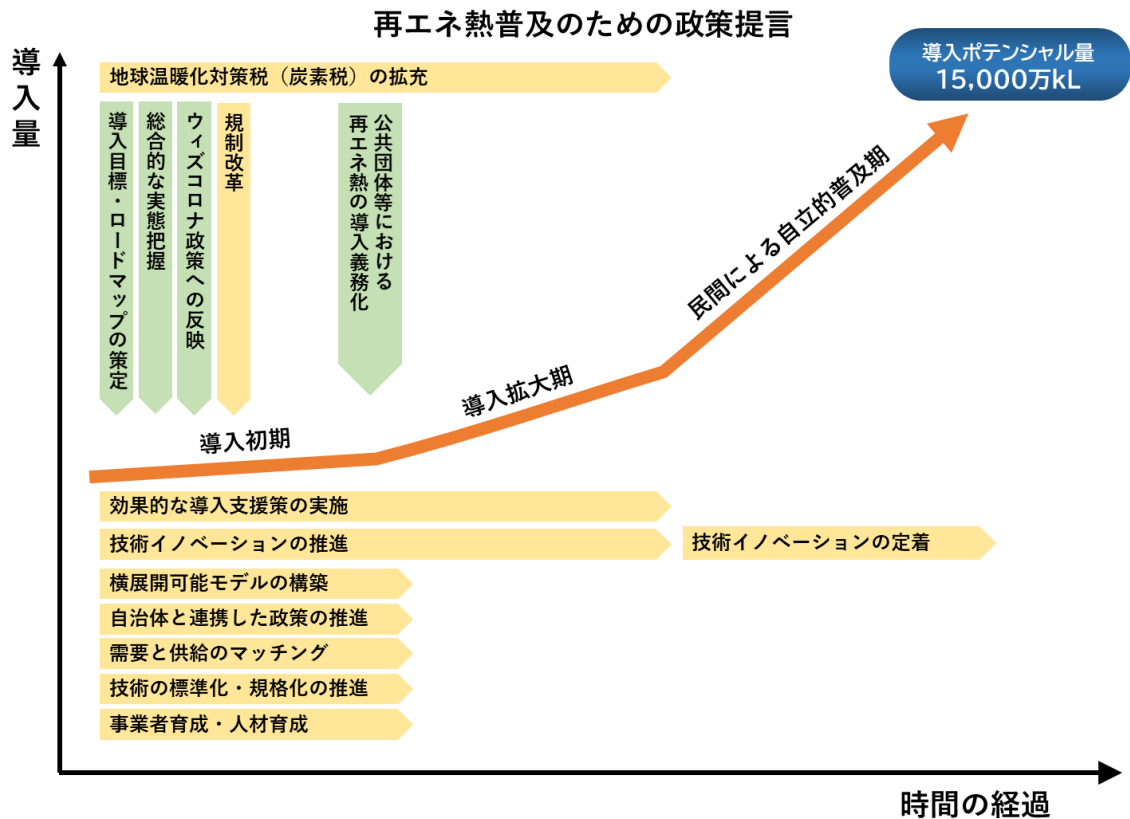 再エネ熱普及のための政策提言
導入量
導入ポテンシャル量
15,000万kL
地球温暖化対策税（炭素税）の拡充
導入目標・ロードマップの策定
総合的な実態把握
ウィズコロナ政策への反映
規制改革
公共団体等における
再エネ熱の導入義務化
導入初期
導入拡大期
民間による自立的普及期
効果的な導入支援策の実施
技術イノベーションの推進
技術イノベーションの定着
横展開可能モデルの構築
自治体と連携した政策の推進
需要と供給のマッチング
技術の標準化・規格化の推進
事業者育成・人材育成
時間の経過